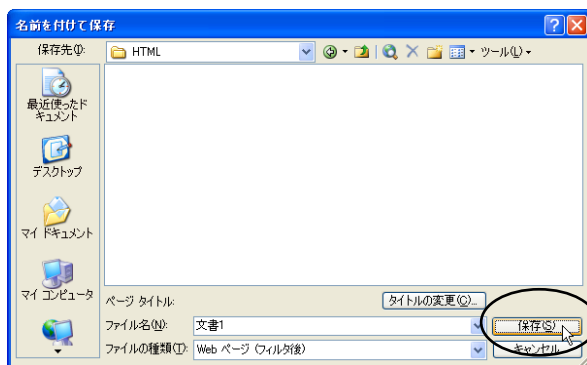 名前を付けて保存
保存先(I): HTML ツール(L)
最近使ったド
キュメント
デスクトップ
マイ ドキュメント
マイ コンピュータ
ページ タイトル: タイトルの変更(C)...
ファイル名(N): 文書1 保存(S)
ファイルの種類(T): Web ページ (フィルタ後) キャンセル